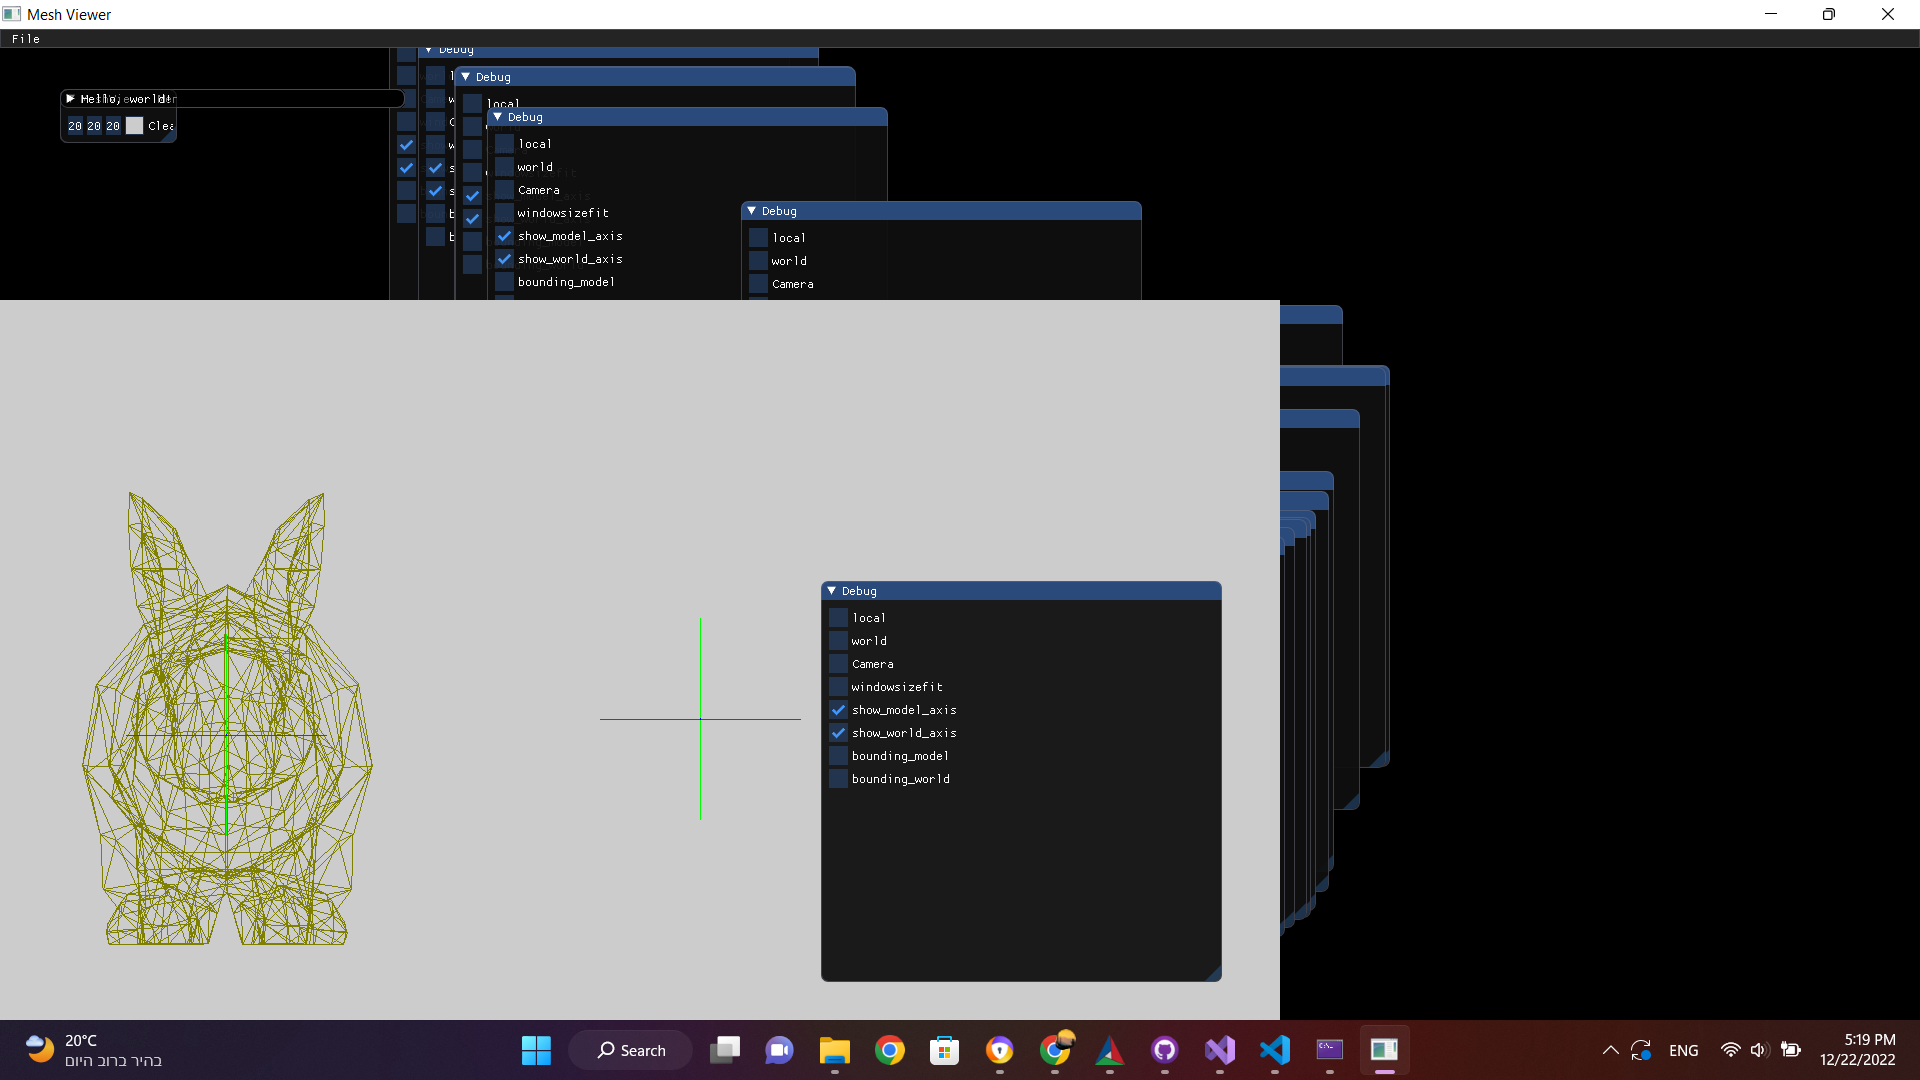 Mesh Viewer
File
Debug
Debug
Hello, world!
20 20 20 Clea
local
Debug
local
world
Camera
windowsizefit
show_model_axis
show_world_axis
bounding_model
Debug
local
world
Camera
Debug
local
world
Camera
windowsizefit
show_model_axis
show_world_axis
bounding_model
bounding_world
20°C
בהיר ברוב היום
Search
ENG
5:19 PM
12/22/2022